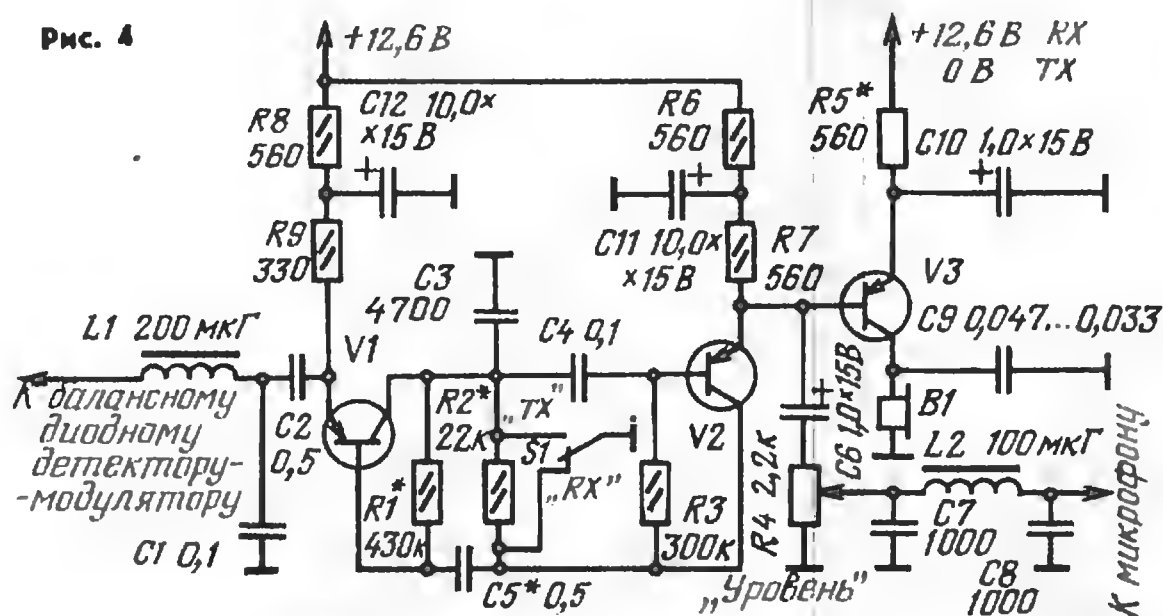 Рис. 4
+12,6 В
+12,6 В RX
0 В TX
R8
560
C12 10,0×
×15 В
R6
560
R5*
560
C10 1,0×15 В
+
+
+
R9
330
C3
4700
C11 10,0×
×15 В
R7
560
V3
L1 200 мкГ
V1
C4 0,1
C9 0,047...0,033
К балансному
диодному
детектору-
-модулятору
C2
0,5
R2*
22к
„TX”
S1
„RX”
V2
+
C6 1,0×15 В
B1
L2 100 мкГ
R1*
430к
R3
300к
R4 2,2к
C7
1000
C1 0,1
C5* 0,5
„Уровень”
C8
1000
К микрофону